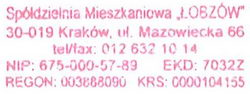 Spółdzielnia Mieszkaniowa „ŁOBZÓW"
30-019 Kraków, ul. Mazowiecka 66
tel/fax: 012 632 10 14
NIP: 675-000-57-89 EKD: 7032Z
REGON: 003888090 KRS: 0000104155